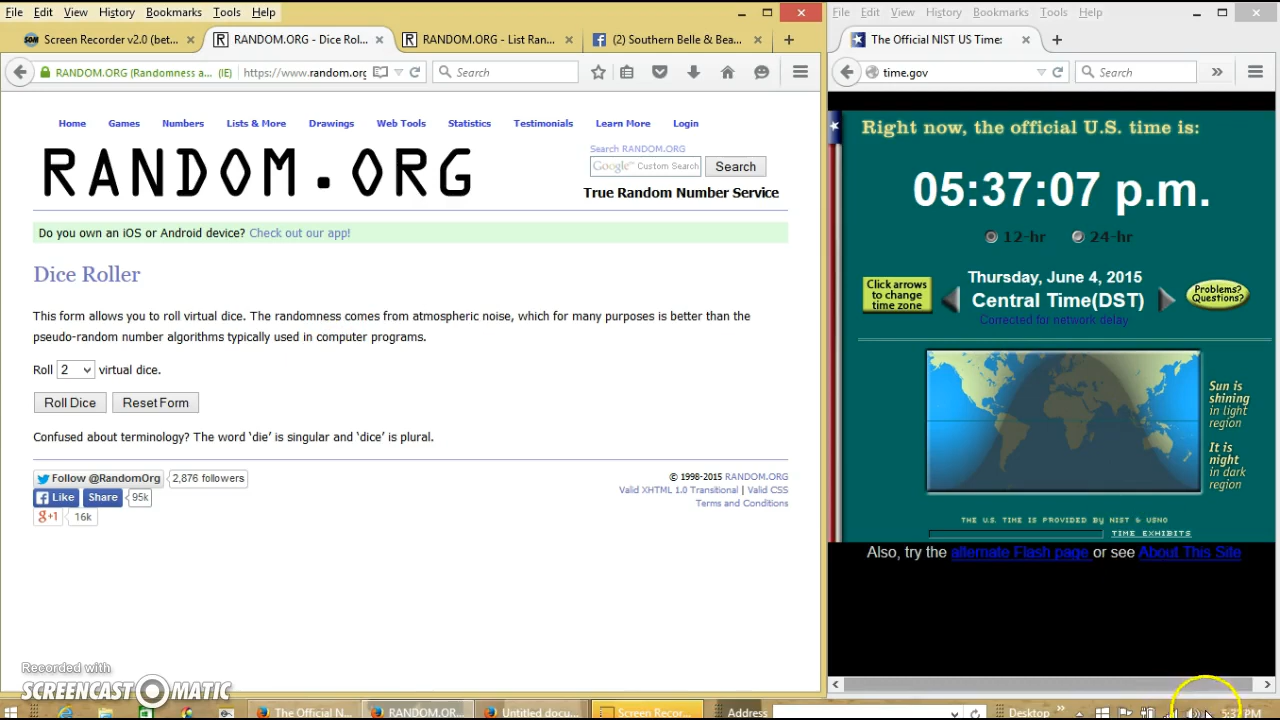 File Edit View History Bookmarks Tools Help
Screen Recorder v2.0 (bet...
RANDOM.ORG - Dice Rol...
RANDOM.ORG - List Ran...
(2) Southern Belle & Bea...
RANDOM.ORG (Randomness a... (IE)
https://www.random.org
Search
Home Games Numbers Lists & More Drawings Web Tools Statistics Testimonials Learn More Login
RANDOM.ORG
Search RANDOM.ORG
Google™ Custom Search
Search
True Random Number Service
Do you own an iOS or Android device? Check out our app!
Dice Roller
This form allows you to roll virtual dice. The randomness comes from atmospheric noise, which for many purposes is better than the
pseudo-random number algorithms typically used in computer programs.
Roll 2 virtual dice.
Roll Dice Reset Form
Confused about terminology? The word ‘die’ is singular and ‘dice’ is plural.
Follow @RandomOrg 2,876 followers
Like Share 95k
g+1 16k
© 1998-2015 RANDOM.ORG
Valid XHTML 1.0 Transitional | Valid CSS
Terms and Conditions
File Edit View History Bookmarks Tools Help
The Official NIST US Time:
time.gov
Search
Right now, the official U.S. time is:
05:37:07 p.m.
12-hr 24-hr
Click arrows
to change
time zone
Thursday, June 4, 2015
Central Time(DST)
Corrected for network delay
Problems?
Questions?
Sun is
shining
in light
region
It is
night
in dark
region
THE U.S. TIME IS PROVIDED BY NIST & USNO
TIME EXHIBITS
Also, try the alternate Flash page or see About This Site
Recorded with
SCREENCAST MATIC
The Official N...
RANDOM.OR...
Untitled docu...
Screen Recor...
Address
Desktop
5:37 PM